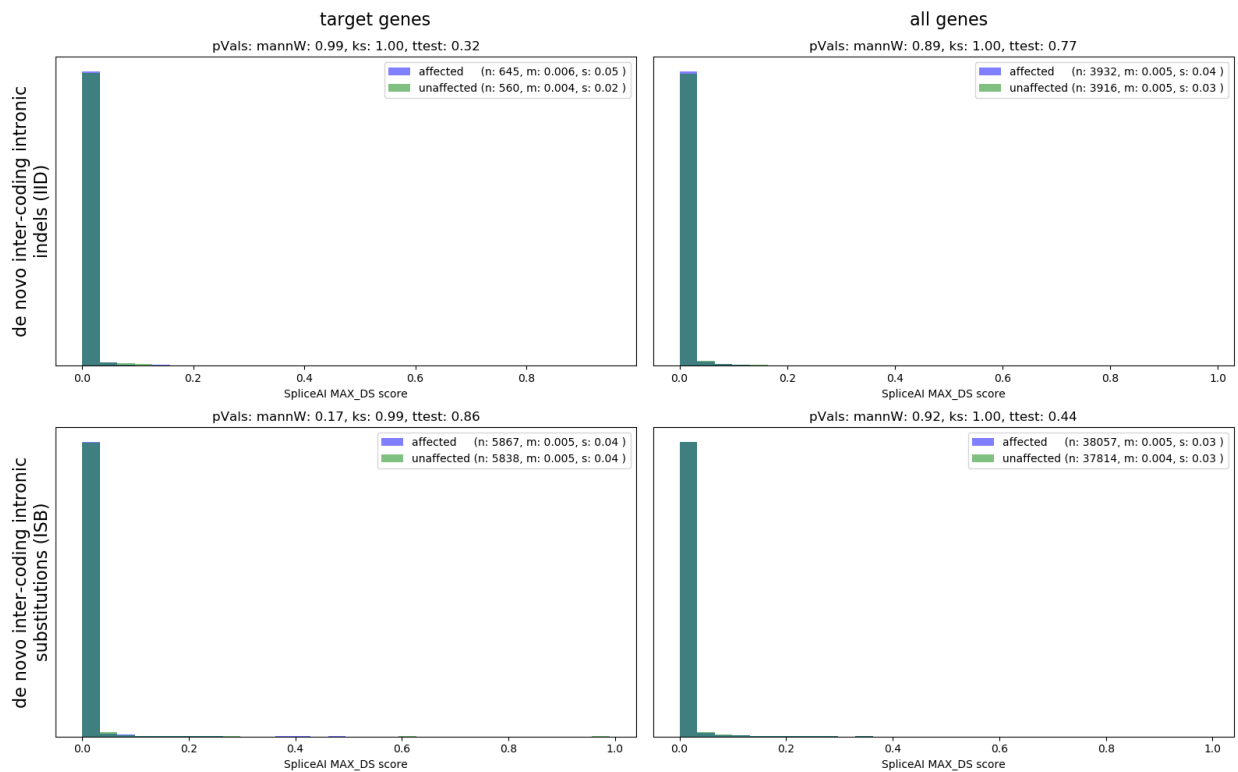 target genes
all genes
pVals: mannW: 0.99, ks: 1.00, ttest: 0.32
pVals: mannW: 0.89, ks: 1.00, ttest: 0.77
de novo inter-coding intronic
indels (IID)
affected (n: 645, m: 0.006, s: 0.05 )
unaffected (n: 560, m: 0.004, s: 0.02 )
0.0 0.2 0.4 0.6 0.8
SpliceAI MAX_DS score
affected (n: 3932, m: 0.005, s: 0.04 )
unaffected (n: 3916, m: 0.005, s: 0.03 )
0.0 0.2 0.4 0.6 0.8 1.0
SpliceAI MAX_DS score
pVals: mannW: 0.17, ks: 0.99, ttest: 0.86
pVals: mannW: 0.92, ks: 1.00, ttest: 0.44
de novo inter-coding intronic
substitutions (ISB)
affected (n: 5867, m: 0.005, s: 0.04 )
unaffected (n: 5838, m: 0.005, s: 0.04 )
0.0 0.2 0.4 0.6 0.8 1.0
SpliceAI MAX_DS score
affected (n: 38057, m: 0.005, s: 0.03 )
unaffected (n: 37814, m: 0.004, s: 0.03 )
0.0 0.2 0.4 0.6 0.8 1.0
SpliceAI MAX_DS score